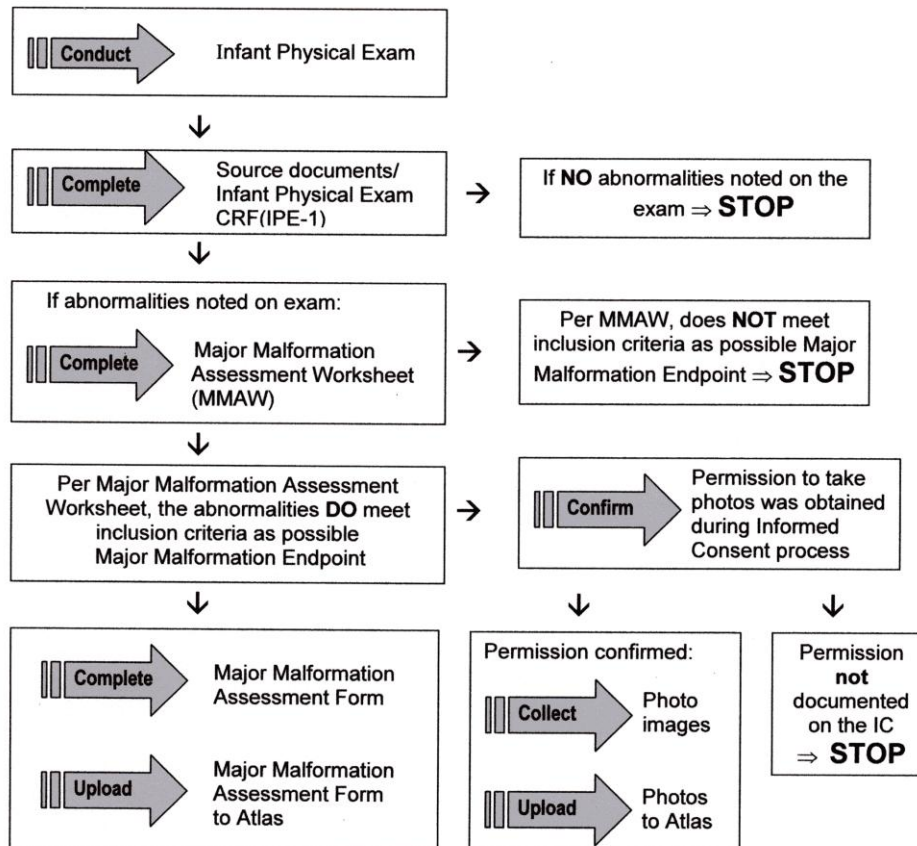 Conduct
Infant Physical Exam
Complete
Source documents/
Infant Physical Exam
CRF(IPE-1)
If NO abnormalities noted on the
exam ⇒ STOP
If abnormalities noted on exam:
Complete
Major Malformation
Assessment Worksheet
(MMAW)
Per MMAW, does NOT meet
inclusion criteria as possible Major
Malformation Endpoint ⇒ STOP
Per Major Malformation Assessment
Worksheet, the abnormalities DO meet
inclusion criteria as possible
Major Malformation Endpoint
Confirm
Permission to take
photos was obtained
during Informed
Consent process
Complete
Major Malformation
Assessment Form
Upload
Major Malformation
Assessment Form
to Atlas
Permission confirmed:
Collect
Photo
images
Upload
Photos
to Atlas
Permission
not
documented
on the IC
⇒ STOP